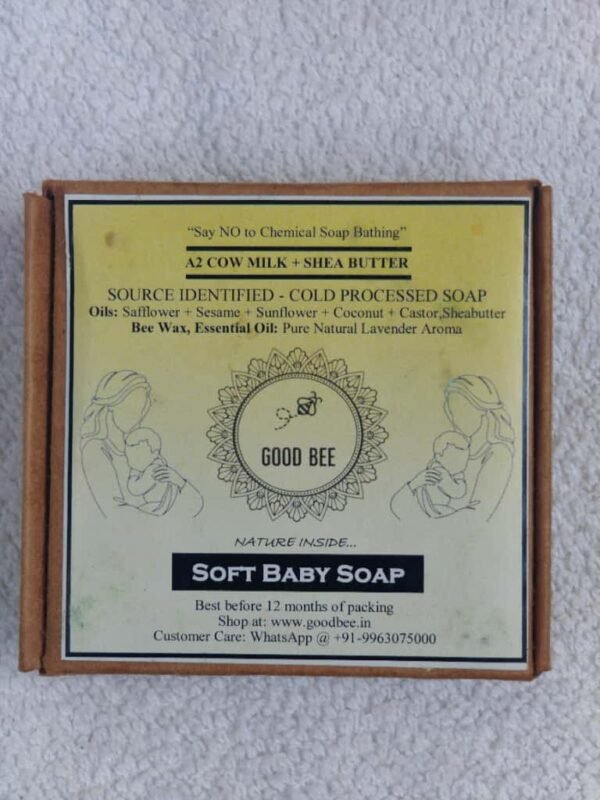 “Say NO to Chemical Soap Bathing”
A2 COW MILK + SHEA BUTTER
SOURCE IDENTIFIED - COLD PROCESSED SOAP
Oils: Safflower + Sesame + Sunflower + Coconut + Castor,Sheabutter
Bee Wax, Essential Oil: Pure Natural Lavender Aroma
GOOD BEE
NATURE INSIDE...
SOFT BABY SOAP
Best before 12 months of packing
Shop at: www.goodbee.in
Customer Care: WhatsApp @ +91-9963075000